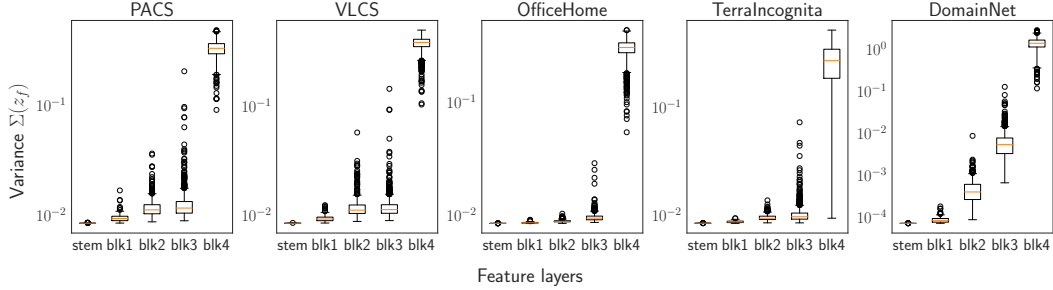 PACS VLCS OfficeHome TerraIncognita DomainNet
Variance Σ(z_f)
10⁻¹ 10⁻¹ 10⁻¹ 10⁻¹ 10⁰
10⁻¹
10⁻²
10⁻³
10⁻² 10⁻² 10⁻² 10⁻² 10⁻⁴
stem blk1 blk2 blk3 blk4 stem blk1 blk2 blk3 blk4 stem blk1 blk2 blk3 blk4 stem blk1 blk2 blk3 blk4 stem blk1 blk2 blk3 blk4
Feature layers